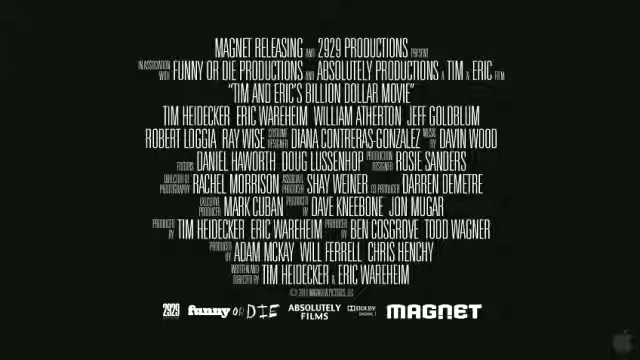 MAGNET RELEASING AND 2929 PRODUCTIONS PRESENT
IN ASSOCIATION WITH FUNNY OR DIE PRODUCTIONS AND ABSOLUTELY PRODUCTIONS A TIM & ERIC FILM
"TIM AND ERIC'S BILLION DOLLAR MOVIE"
TIM HEIDECKER ERIC WAREHEIM WILLIAM ATHERTON JEFF GOLDBLUM
ROBERT LOGGIA RAY WISE COSTUME DESIGNER DIANA CONTRERAS-GONZALEZ MUSIC BY DAVIN WOOD
EDITORS DANIEL HAWORTH DOUG LUSSENHOP PRODUCTION DESIGNER ROSIE SANDERS
DIRECTOR OF PHOTOGRAPHY RACHEL MORRISON ASSOCIATE PRODUCER SHAY WEINER CO-PRODUCER DARREN DEMETRE
EXECUTIVE PRODUCER MARK CUBAN PRODUCED BY DAVE KNEEBONE JON MUGAR
PRODUCED BY TIM HEIDECKER ERIC WAREHEIM PRODUCED BY BEN COSGROVE TODD WAGNER
PRODUCED BY ADAM MCKAY WILL FERRELL CHRIS HENCHY
WRITTEN AND DIRECTED BY TIM HEIDECKER & ERIC WAREHEIM
2929 funny OR DIE ABSOLUTELY FILMS DOLBY DIGITAL MAGNET